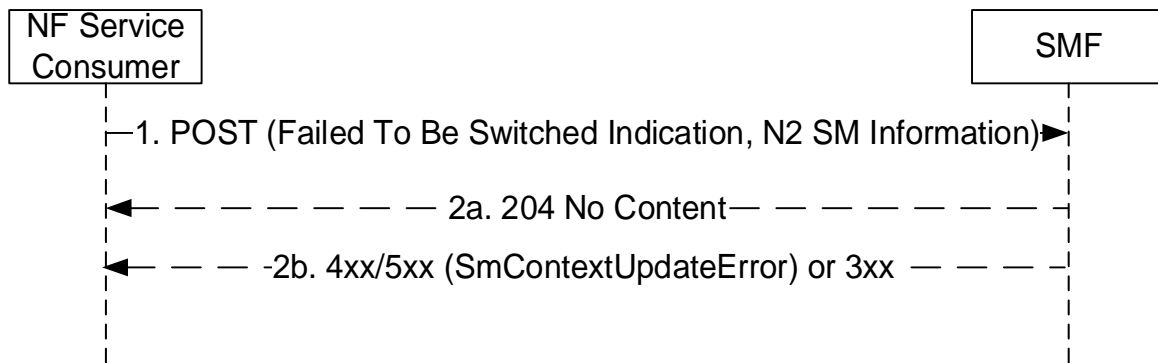 NF Service
Consumer
SMF
1. POST (Failed To Be Switched Indication, N2 SM Information)
2a. 204 No Content
2b. 4xx/5xx (SmContextUpdateError) or 3xx